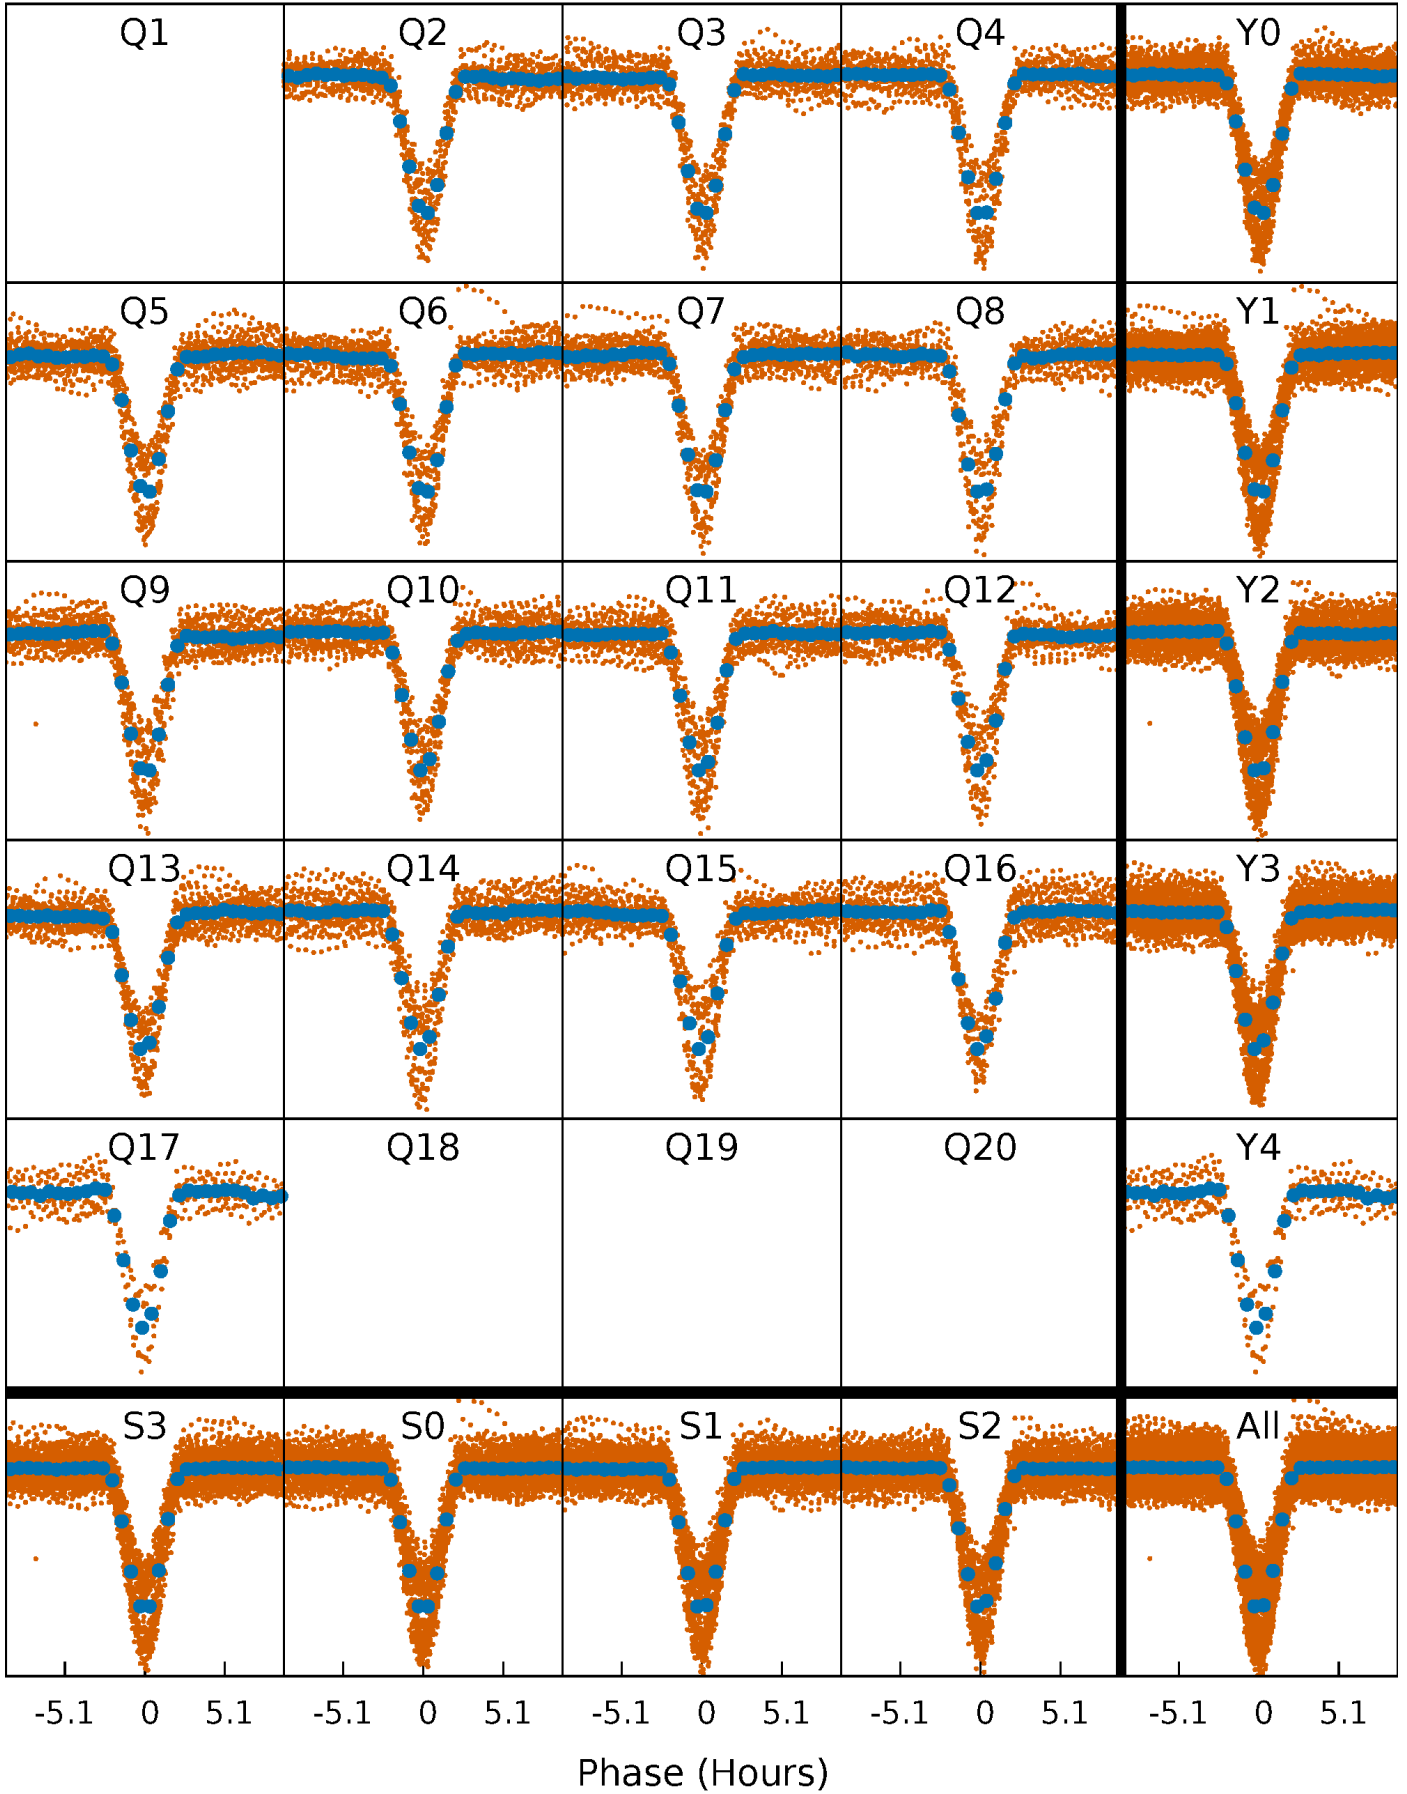 Q1 Q2 Q3 Q4 Y0
Q5 Q6 Q7 Q8 Y1
Q9 Q10 Q11 Q12 Y2
Q13 Q14 Q15 Q16 Y3
Q17 Q18 Q19 Q20 Y4
S3 S0 S1 S2 All
-5.1 0 5.1 -5.1 0 5.1 -5.1 0 5.1 -5.1 0 5.1 -5.1 0 5.1
Phase (Hours)